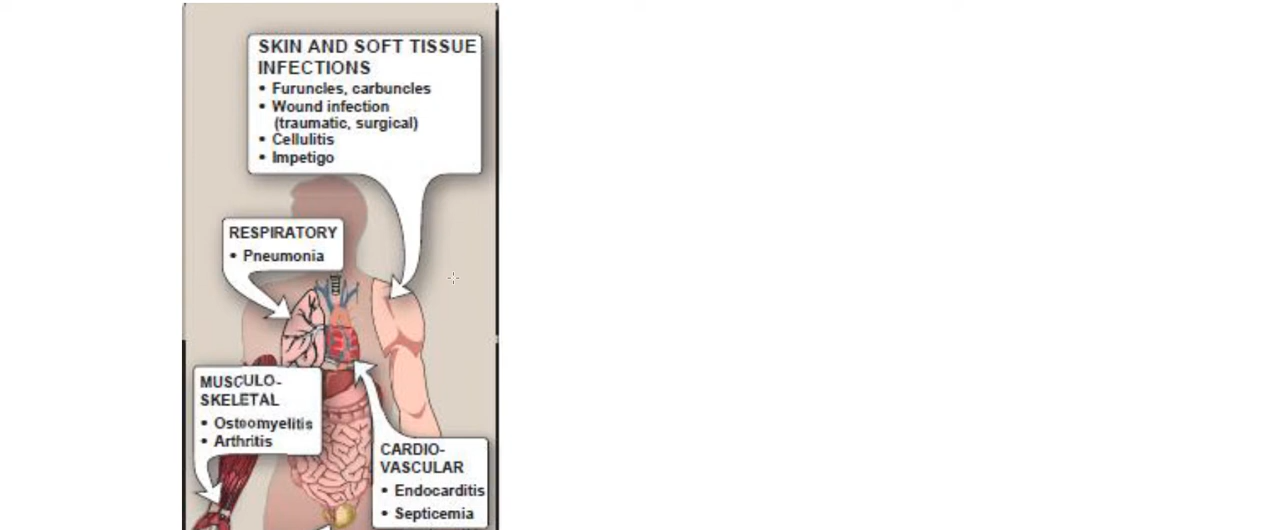 SKIN AND SOFT TISSUE
INFECTIONS
• Furuncles, carbuncles
• Wound infection
(traumatic, surgical)
• Cellulitis
• Impetigo
RESPIRATORY
• Pneumonia
MUSCULO-
SKELETAL
• Osteomyelitis
• Arthritis
CARDIO-
VASCULAR
• Endocarditis
• Septicemia